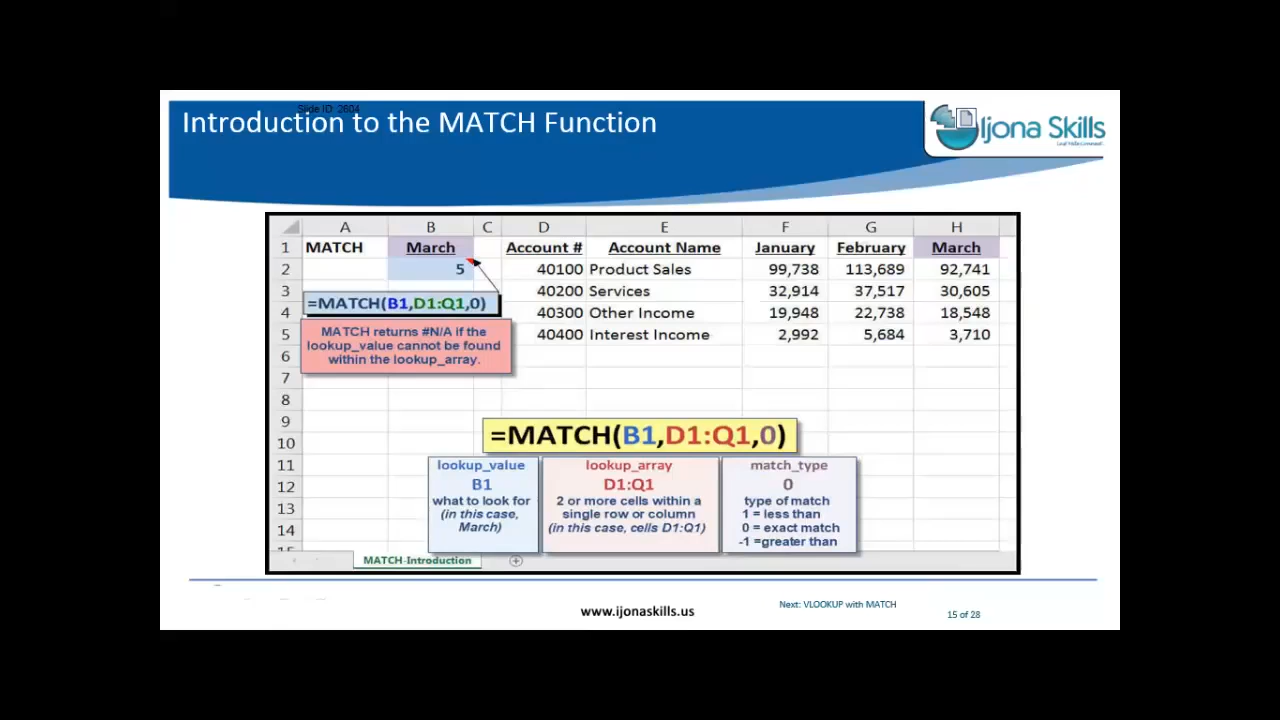 Slide ID: 2604
Introduction to the MATCH Function
Ijona Skills
A B C D E F G H
1 MATCH March Account # Account Name January February March
2 5 40100 Product Sales 99,738 113,689 92,741
3 40200 Services 32,914 37,517 30,605
=MATCH(B1,D1:Q1,0)
4 40300 Other Income 19,948 22,738 18,548
5 40400 Interest Income 2,992 5,684 3,710
MATCH returns #N/A if the
lookup_value cannot be found
within the lookup_array.
6
7
8
9
10
=MATCH(B1,D1:Q1,0)
11
12
13
14
15
lookup_value
B1
what to look for
(in this case,
March)
lookup_array
D1:Q1
2 or more cells within a
single row or column
(in this case, cells D1:Q1)
match_type
0
type of match
1 = less than
0 = exact match
-1 =greater than
MATCH-Introduction
www.ijonaskills.us
Next: VLOOKUP with MATCH
15 of 28